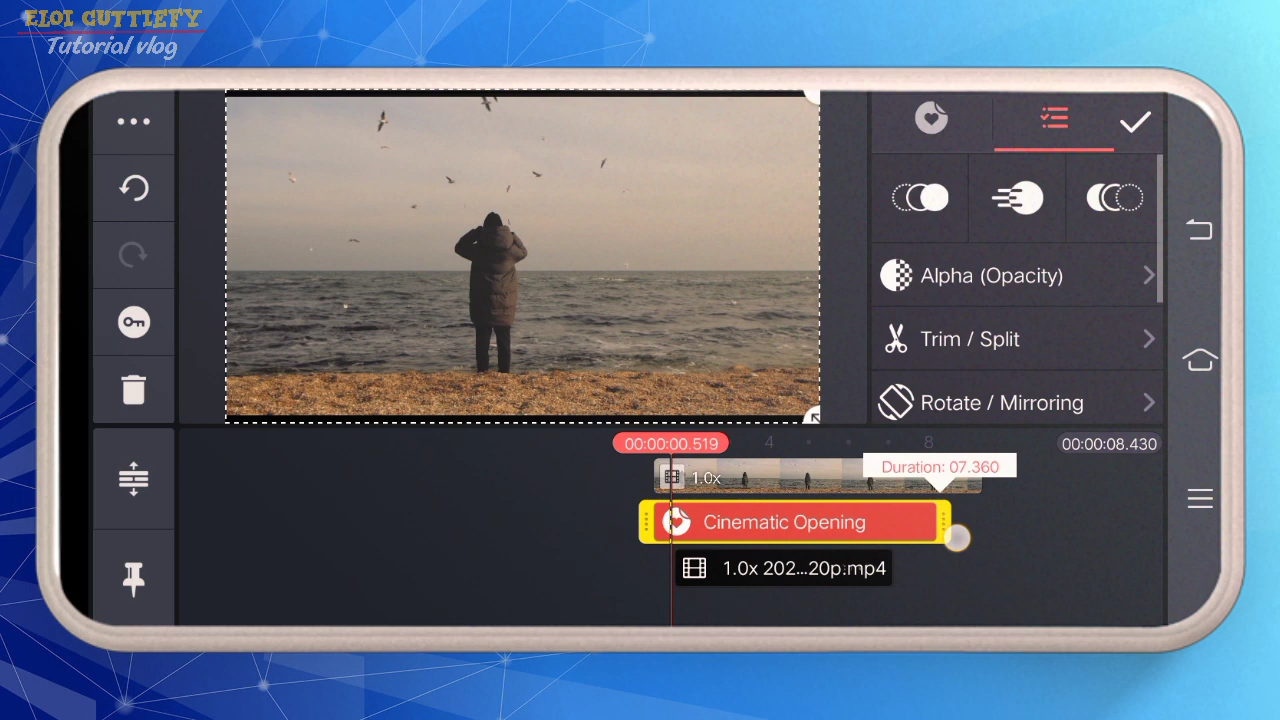 ELOI CUTTIEFY
Tutorial vlog
Alpha (Opacity)
Trim / Split
Rotate / Mirroring
00:00:00.519
4
8
00:00:08.430
Duration: 07.360
1.0x
Cinematic Opening
1.0x 202...20p.mp4